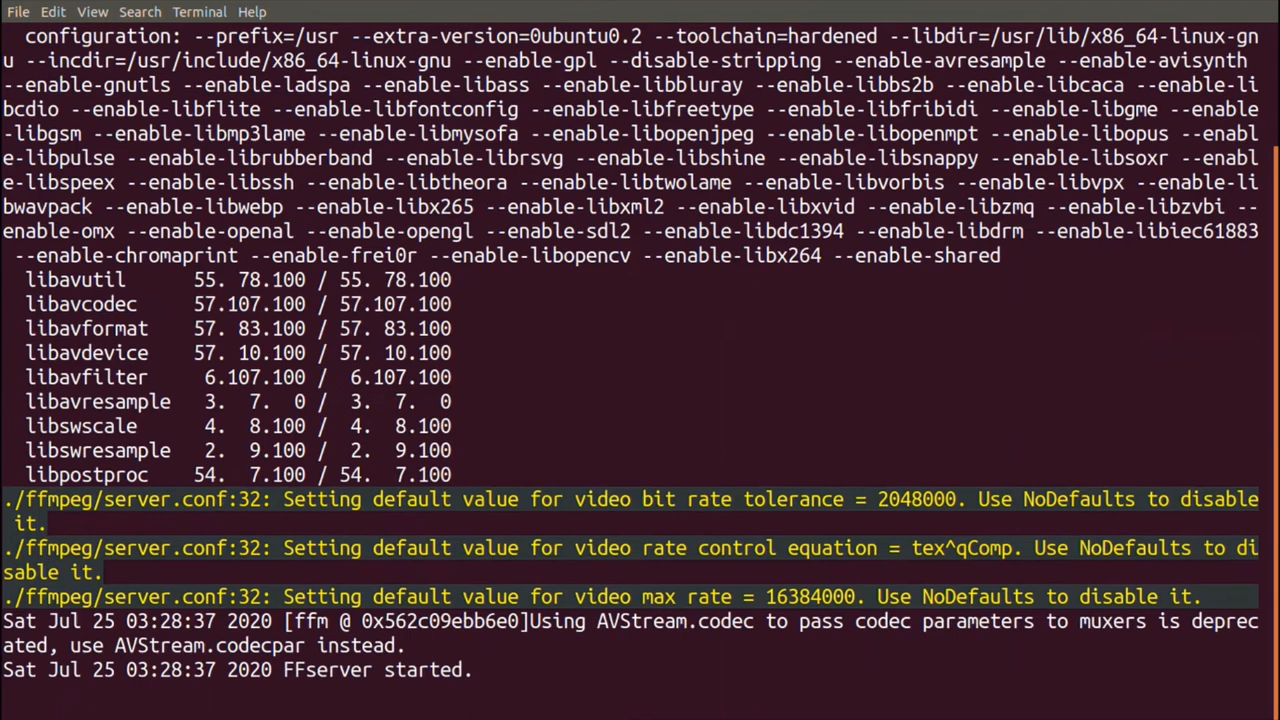 File Edit View Search Terminal Help
configuration: --prefix=/usr --extra-version=0ubuntu0.2 --toolchain=hardened --libdir=/usr/lib/x86_64-linux-gn
u --incdir=/usr/include/x86_64-linux-gnu --enable-gpl --disable-stripping --enable-avresample --enable-avisynth
--enable-gnutls --enable-ladspa --enable-libass --enable-libbluray --enable-libbs2b --enable-libcaca --enable-li
bcdio --enable-libflite --enable-libfontconfig --enable-libfreetype --enable-libfribidi --enable-libgme --enable
-libgsm --enable-libmp3lame --enable-libmysofa --enable-libopenjpeg --enable-libopenmpt --enable-libopus --enabl
e-libpulse --enable-librubberband --enable-librsvg --enable-libshine --enable-libsnappy --enable-libsoxr --enabl
e-libspeex --enable-libssh --enable-libtheora --enable-libtwolame --enable-libvorbis --enable-libvpx --enable-li
bwavpack --enable-libwebp --enable-libx265 --enable-libxml2 --enable-libxvid --enable-libzmq --enable-libzvbi --
enable-omx --enable-openal --enable-opengl --enable-sdl2 --enable-libdc1394 --enable-libdrm --enable-libiec61883
--enable-chromaprint --enable-frei0r --enable-libopencv --enable-libx264 --enable-shared
libavutil      55. 78.100 / 55. 78.100
libavcodec     57.107.100 / 57.107.100
libavformat    57. 83.100 / 57. 83.100
libavdevice    57. 10.100 / 57. 10.100
libavfilter     6.107.100 /  6.107.100
libavresample   3.  7.  0 /  3.  7.  0
libswscale      4.  8.100 /  4.  8.100
libswresample   2.  9.100 /  2.  9.100
libpostproc    54.  7.100 / 54.  7.100
./ffmpeg/server.conf:32: Setting default value for video bit rate tolerance = 2048000. Use NoDefaults to disable
it.
./ffmpeg/server.conf:32: Setting default value for video rate control equation = tex^qComp. Use NoDefaults to di
sable it.
./ffmpeg/server.conf:32: Setting default value for video max rate = 16384000. Use NoDefaults to disable it.
Sat Jul 25 03:28:37 2020 [ffm @ 0x562c09ebb6e0]Using AVStream.codec to pass codec parameters to muxers is deprec
ated, use AVStream.codecpar instead.
Sat Jul 25 03:28:37 2020 FFserver started.